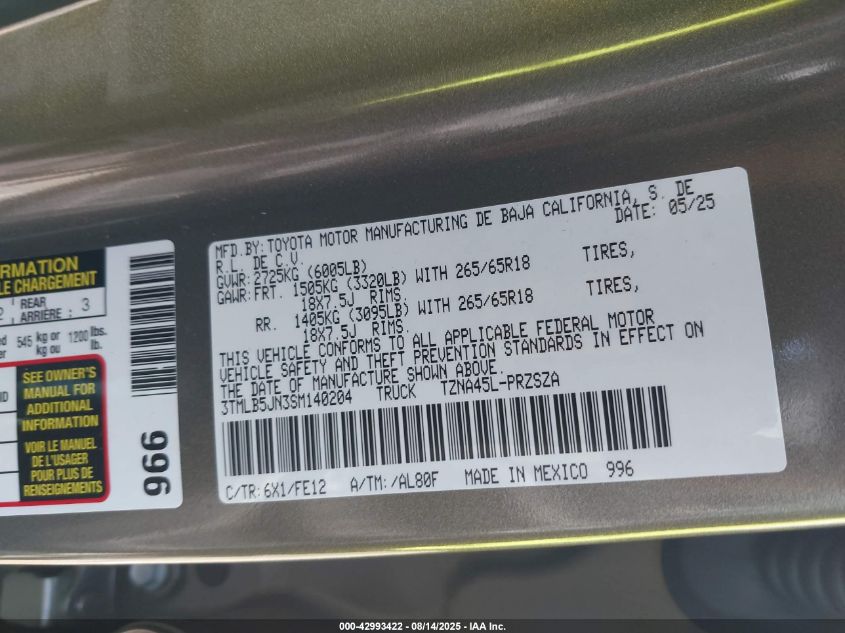 MFD.BY:TOYOTA MOTOR MANUFACTURING DE BAJA CALIFORNIA, S. DE
R.L. DE C.V. DATE: 05/25
GVWR: 2725KG (6005LB)
GAWR:FRT. 1505KG (3320LB) WITH 265/65R18 TIRES,
18X7.5J RIMS.
RR. 1405KG (3095LB) WITH 265/65R18 TIRES,
18X7.5J RIMS.
THIS VEHICLE CONFORMS TO ALL APPLICABLE FEDERAL MOTOR
VEHICLE SAFETY AND THEFT PREVENTION STANDARDS IN EFFECT ON
THE DATE OF MANUFACTURE SHOWN ABOVE.
3TMLB5JN3SM140204 TRUCK TZNA45L-PRZSZA
C/TR:6X1/FE12 A/TM:/AL80F MADE IN MEXICO 996
RMATION
LE CHARGEMENT
REAR
ARRIÈRE : 3
545 kg or 1200 lbs.
kg ou lb.
SEE OWNER'S
MANUAL FOR
ADDITIONAL
INFORMATION
VOIR LE MANUEL
DE L'USAGER
POUR PLUS DE
RENSEIGNEMENTS
996
000-42993422 - 08/14/2025 - IAA Inc.